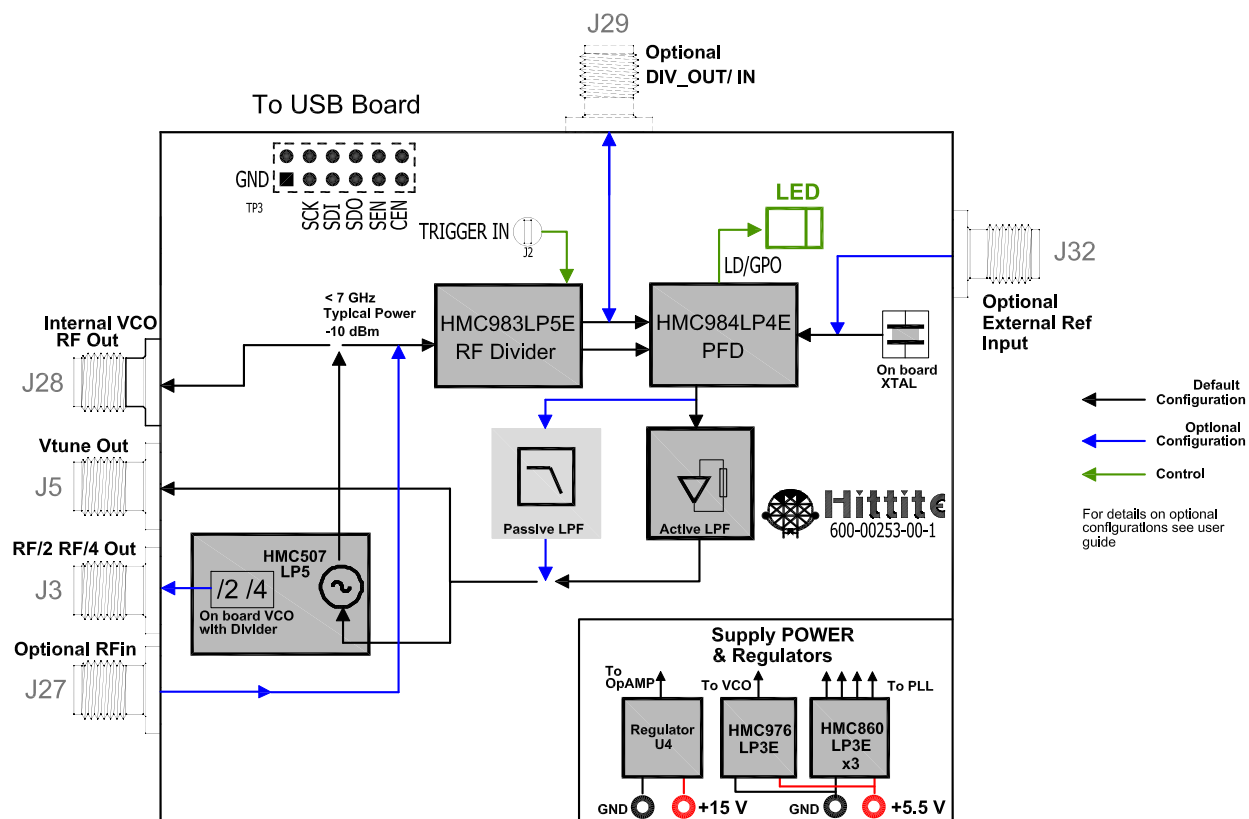 J29
Optional
DIV_OUT/ IN
To USB Board
GND
TP3
SCK
SDI
SDO
SEN
CEN
TRIGGER IN
J2
LED
LD/GPO
J32
Optional
External Ref
Input
< 7 GHz
Typical Power
-10 dBm
HMC983LP5E
RF Divider
HMC984LP4E
PFD
On board
XTAL
Internal VCO
RF Out
J28
Vtune Out
J5
RF/2 RF/4 Out
J3
Optional RFin
J27
HMC507
LP5
/2 /4
On board VCO
with Divider
Passive LPF
Active LPF
Hittite
600-00253-00-1
Default
Configuration
Optional
Configuration
Control
For details on optional
configurations see user
guide
Supply POWER
& Regulators
To
OpAMP
To VCO
To PLL
Regulator
U4
HMC976
LP3E
HMC860
LP3E
x3
GND
+15 V
GND
+5.5 V